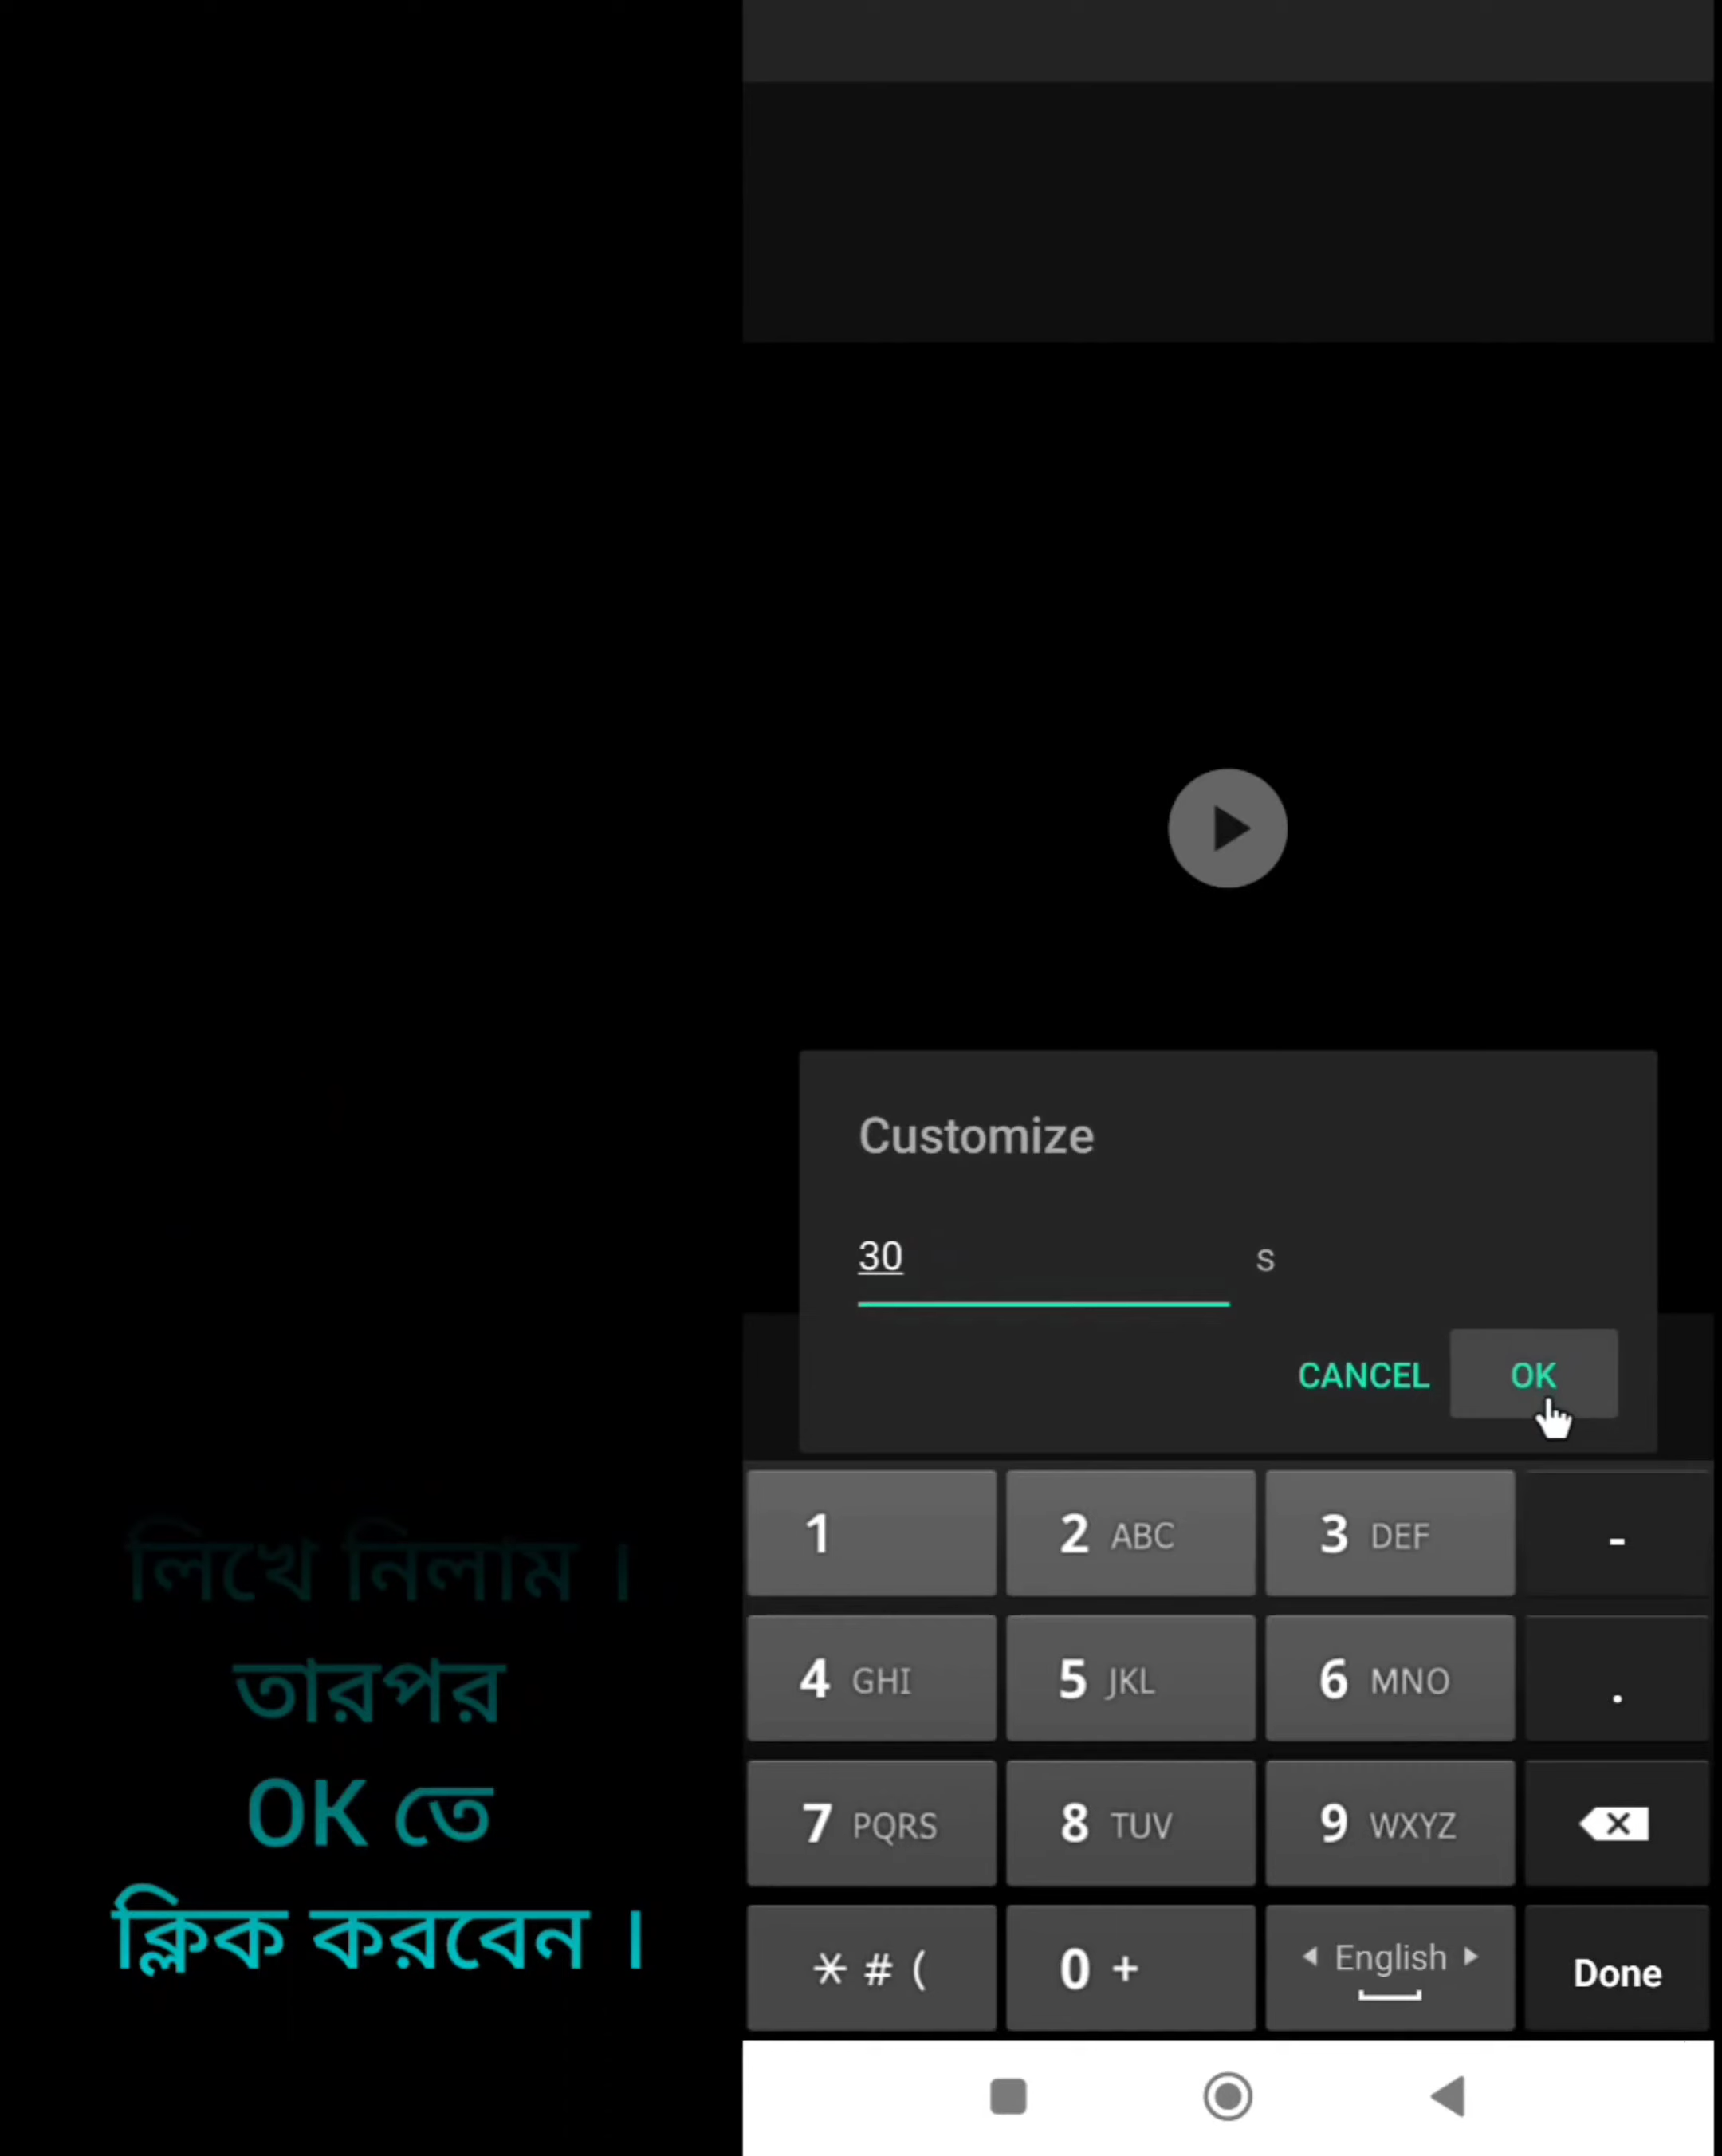 লিখে নিলাম ।
তারপর
OK তে
ক্লিক করবেন ।
Customize
30 s
CANCEL OK
1 2 ABC 3 DEF -
4 GHI 5 JKL 6 MNO .
7 PQRS 8 TUV 9 WXYZ
* # ( 0 + English Done